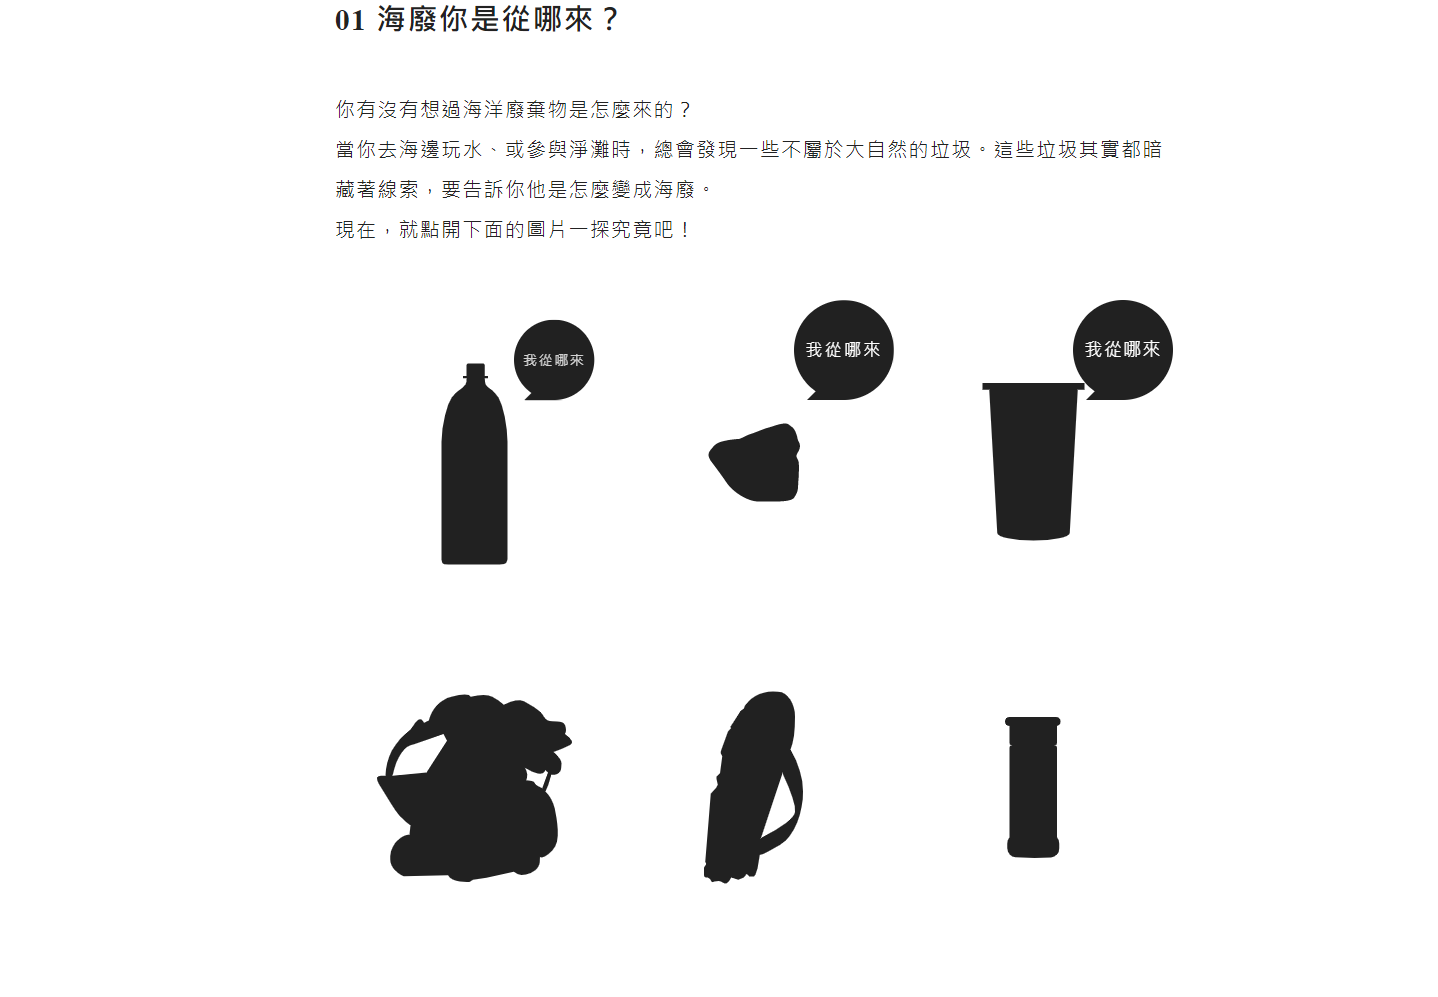 01 海廢你是從哪來？
你有沒有想過海洋廢棄物是怎麼來的？
當你去海邊玩水、或參與淨灘時，總會發現一些不屬於大自然的垃圾。這些垃圾其實都暗
藏著線索，要告訴你他是怎麼變成海廢。
現在，就點開下面的圖片一探究竟吧！
我從哪來
我從哪來
我從哪來